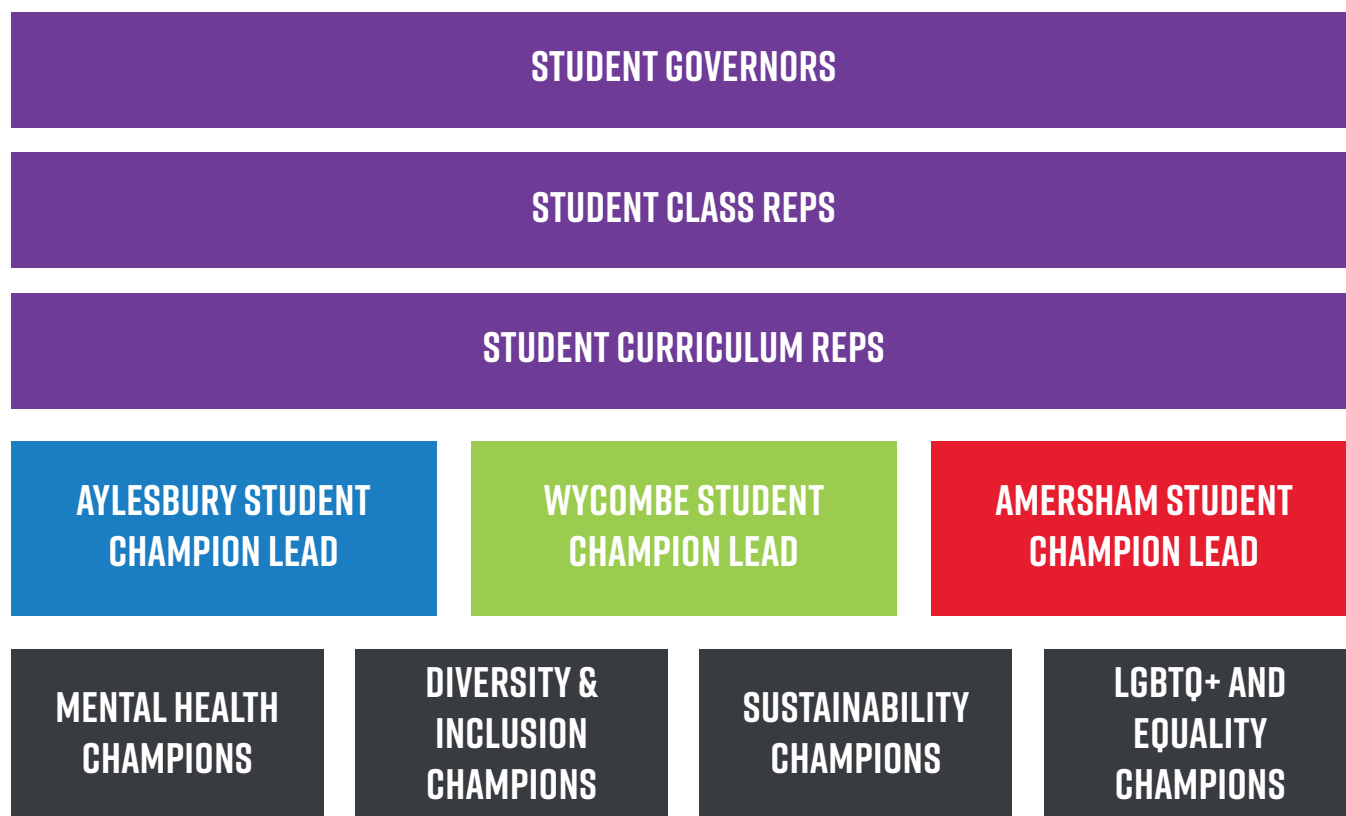 STUDENT GOVERNORS
STUDENT CLASS REPS
STUDENT CURRICULUM REPS
AYLESBURY STUDENT
CHAMPION LEAD
WYCOMBE STUDENT
CHAMPION LEAD
AMERSHAM STUDENT
CHAMPION LEAD
MENTAL HEALTH
CHAMPIONS
DIVERSITY &
INCLUSION
CHAMPIONS
SUSTAINABILITY
CHAMPIONS
LGBTQ+ AND
EQUALITY
CHAMPIONS